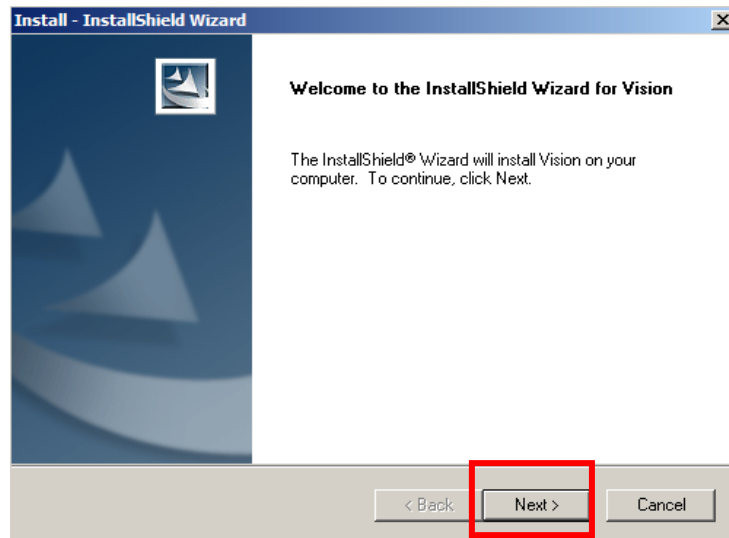 Install - InstallShield Wizard
Welcome to the InstallShield Wizard for Vision
The InstallShield® Wizard will install Vision on your
computer.  To continue, click Next.
< Back
Next >
Cancel